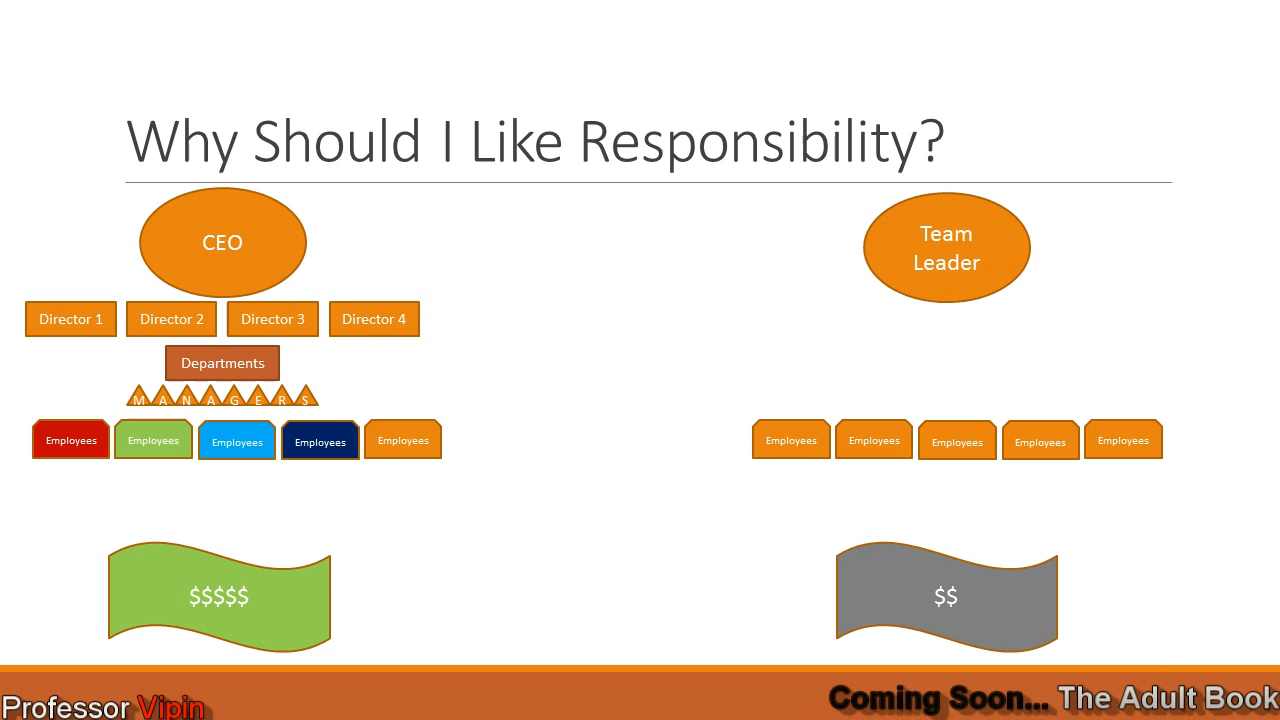 Why Should I Like Responsibility?
CEO
Director 1
Director 2
Director 3
Director 4
Departments
M A N A G E R S
Employees
Employees
Employees
Employees
Employees
$$$$$
Team
Leader
Employees
Employees
Employees
Employees
Employees
$$
Professor Vipin
Coming Soon... The Adult Book